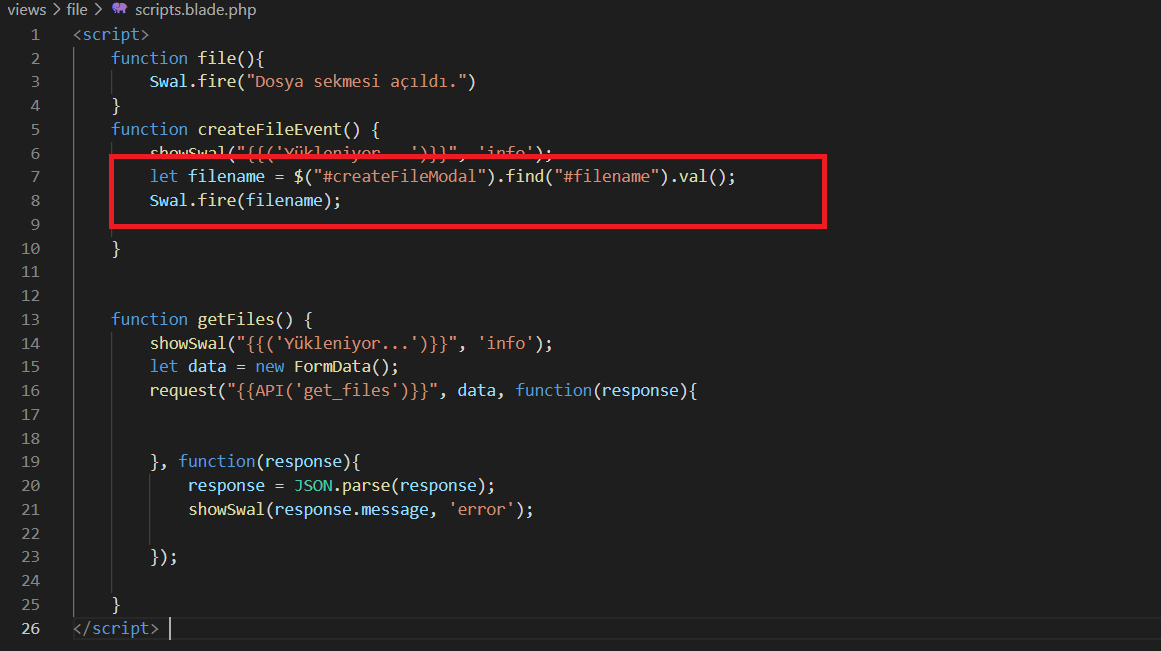 views > file > scripts.blade.php
1 <script>
2 function file(){
3 Swal.fire("Dosya sekmesi açıldı.")
4 }
5 function createFileEvent() {
6 showSwal("{{('Yükleniyor...')}}", 'info');
7 let filename = $("#createFileModal").find("#filename").val();
8 Swal.fire(filename);
9
10 }
11
12
13 function getFiles() {
14 showSwal("{{('Yükleniyor...')}}", 'info');
15 let data = new FormData();
16 request("{{API('get_files')}}", data, function(response){
17
18
19 }, function(response){
20 response = JSON.parse(response);
21 showSwal(response.message, 'error');
22
23 });
24
25 }
26 </script>